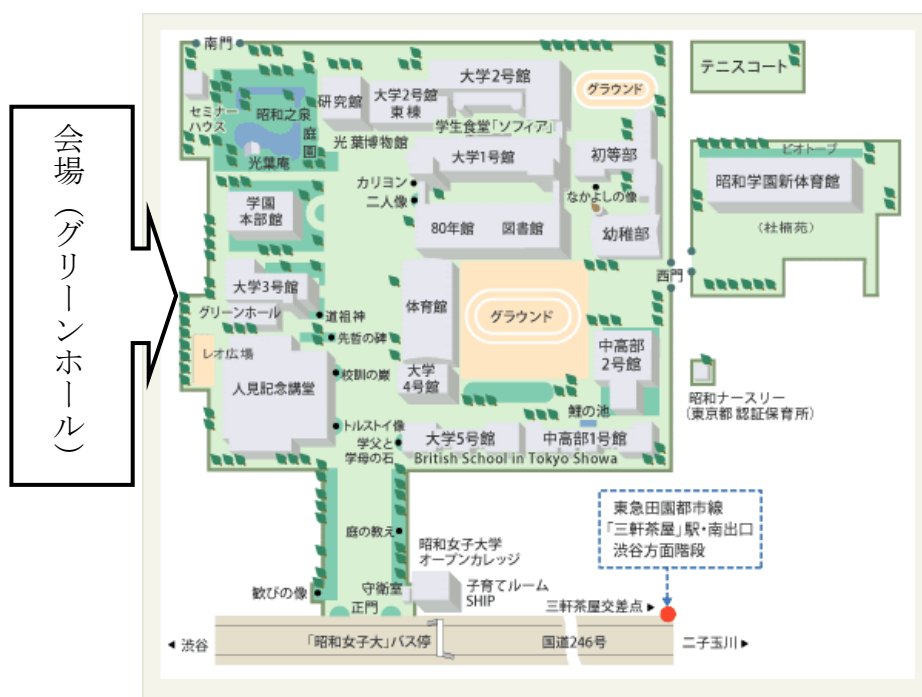 会場（グリーンホール）
南門
セミナー
ハウス
昭和之泉
庭園
光葉庵
研究館
大学2号館
東棟
光葉博物館
大学2号館
学生食堂「ソフィア」
大学1号館
グラウンド
初等部
なかよしの像
幼稚部
カリヨン
二人像
80年館
図書館
学園
本部館
大学3号館
グリーンホール
道祖神
先哲の碑
レオ広場
人見記念講堂
校訓の巌
体育館
グラウンド
大学
4号館
中高部
2号館
鯉の池
トルストイ像
学父と
学母の石
大学5号館
中高部1号館
British School in Tokyo Showa
西門
テニスコート
ビオトープ
昭和学園新体育館
昭和ナースリー
（東京都 認証保育所）
庭の教え
歓びの像
守衛室
正門
昭和女子大学
オープンカレッジ
子育てルーム
SHIP
東急田園都市線
「三軒茶屋」駅・南出口
渋谷方面階段
三軒茶屋交差点
渋谷
「昭和女子大」バス停
国道246号
二子玉川